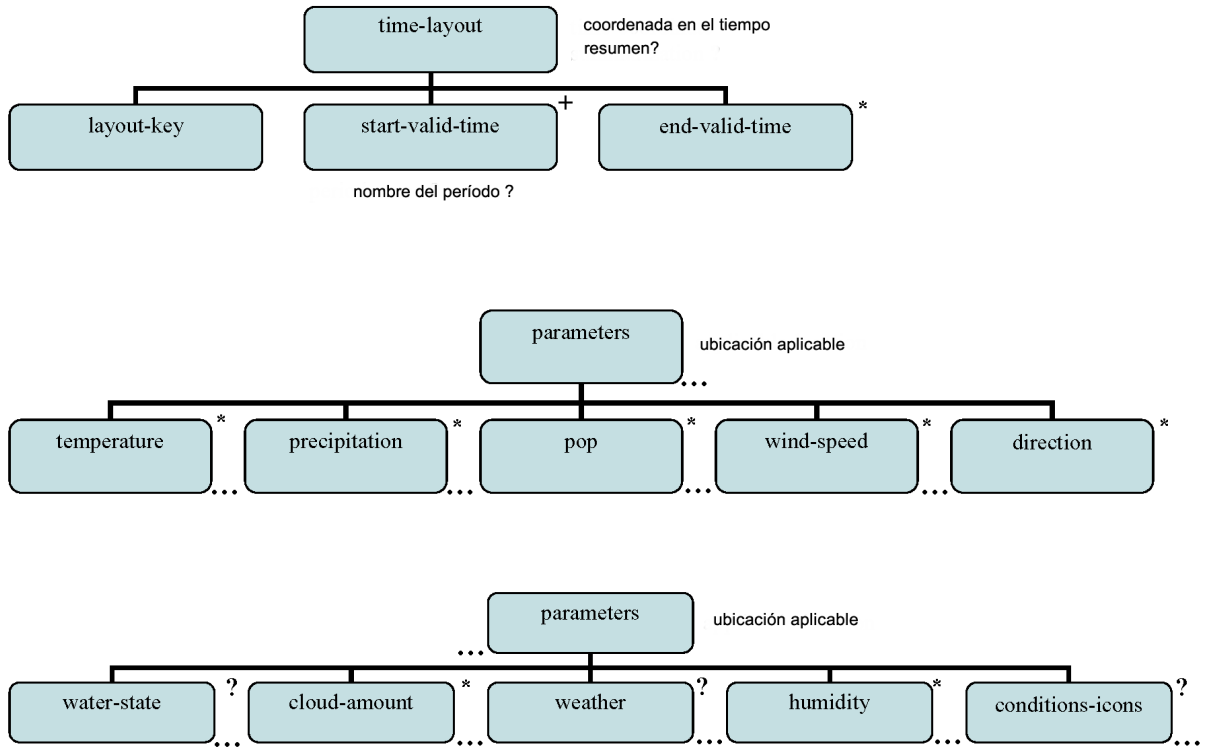 time-layout
coordenada en el tiempo
resumen?
layout-key
start-valid-time
+
end-valid-time
*
nombre del período ?
parameters
ubicación aplicable
...
temperature
*
...
precipitation
*
...
pop
*
...
wind-speed
*
...
direction
*
parameters
ubicación aplicable
...
water-state
?
...
cloud-amount
*
...
weather
?
...
humidity
*
...
conditions-icons
?
...